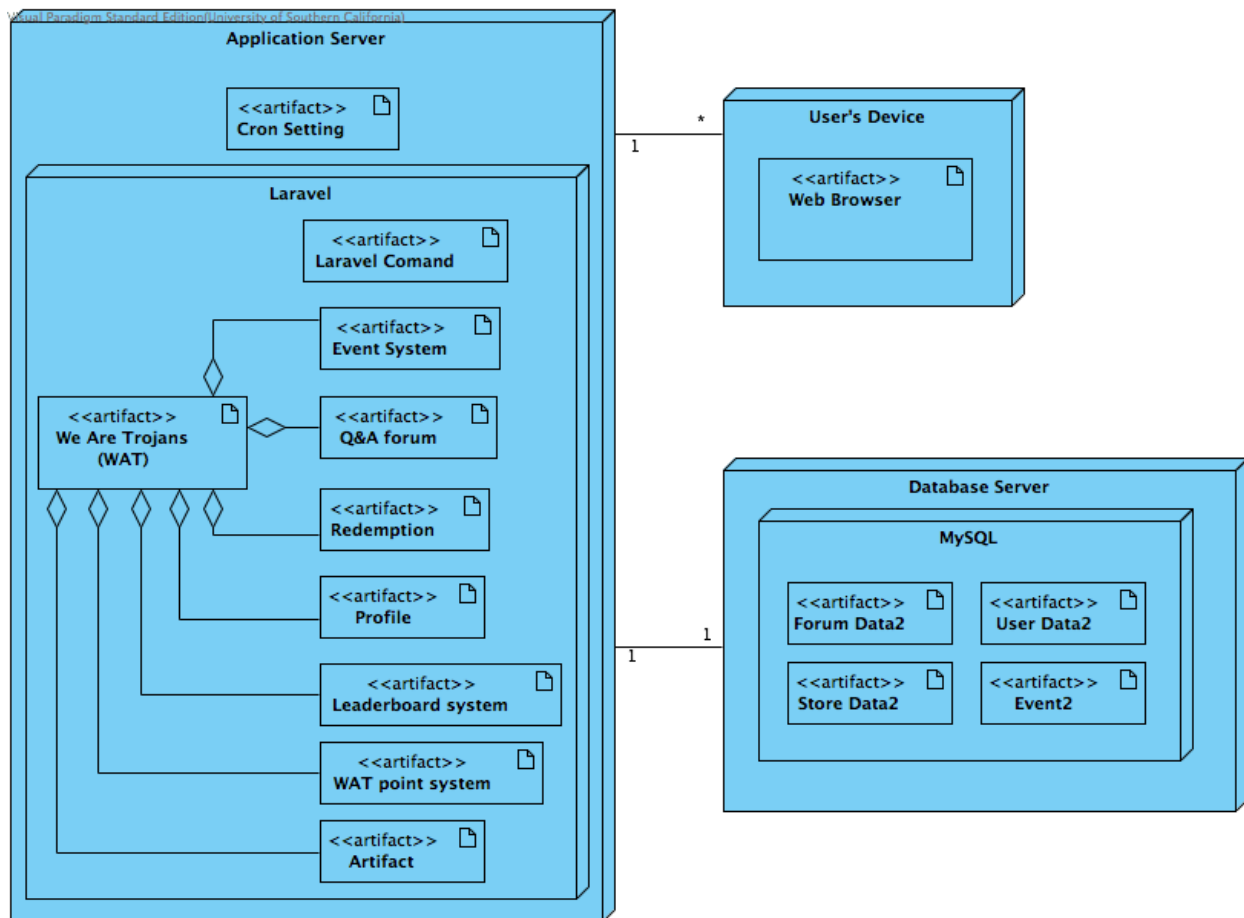 Visual Paradigm Standard Edition(University of Southern California)
Application Server
<<artifact>>
Cron Setting
Laravel
<<artifact>>
Laravel Comand
<<artifact>>
Event System
<<artifact>>
We Are Trojans
(WAT)
<<artifact>>
Q&A forum
<<artifact>>
Redemption
<<artifact>>
Profile
<<artifact>>
Leaderboard system
<<artifact>>
WAT point system
<<artifact>>
Artifact
1
*
User's Device
<<artifact>>
Web Browser
1
1
Database Server
MySQL
<<artifact>>
Forum Data2
<<artifact>>
User Data2
<<artifact>>
Store Data2
<<artifact>>
Event2